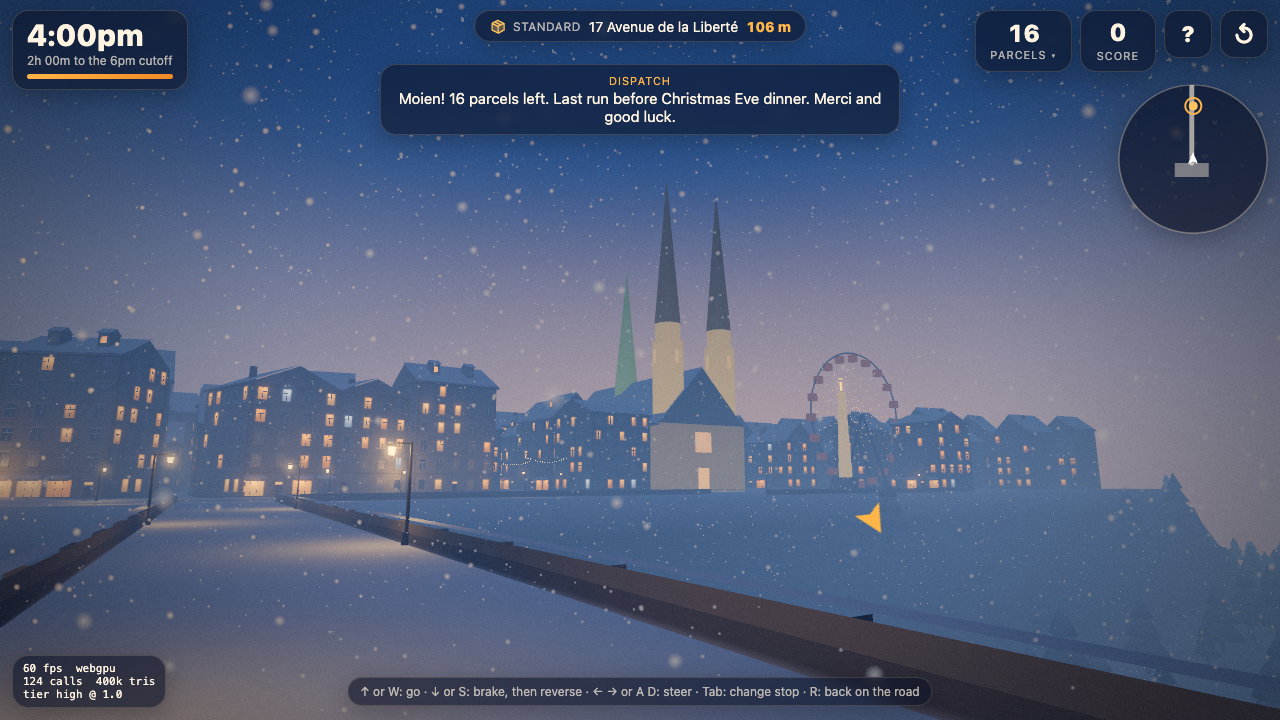 4:00pm
2h 00m to the 6pm cutoff
STANDARD 17 Avenue de la Liberté 106 m
16
PARCELS ▾
0
SCORE
?
DISPATCH
Moien! 16 parcels left. Last run before Christmas Eve dinner. Merci and
good luck.
60 fps webgpu
124 calls 400k tris
tier high @ 1.0
↑ or W: go · ↓ or S: brake, then reverse · ← → or A D: steer · Tab: change stop · R: back on the road